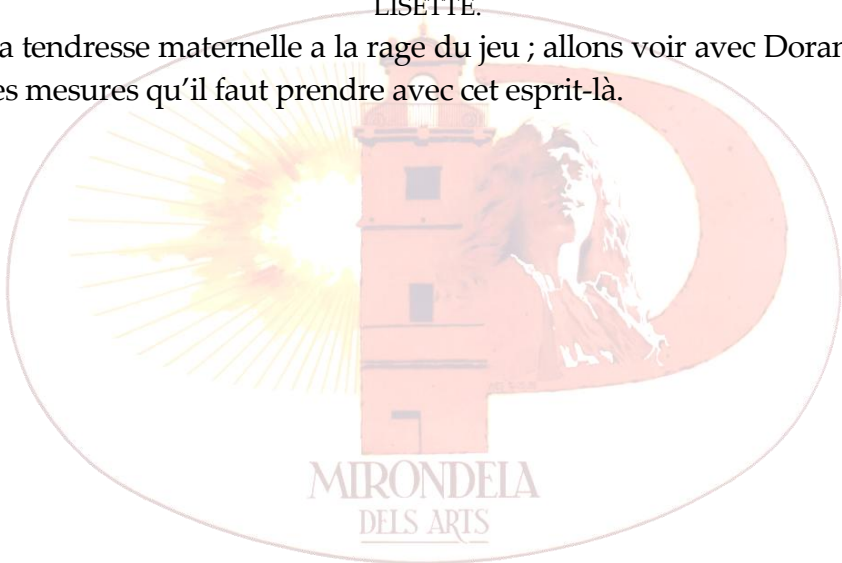 LISETTE.
a tendresse maternelle a la rage du jeu ; allons voir avec Doran
es mesures qu'il faut prendre avec cet esprit-là.
MIRONDELA
DELS ARTS